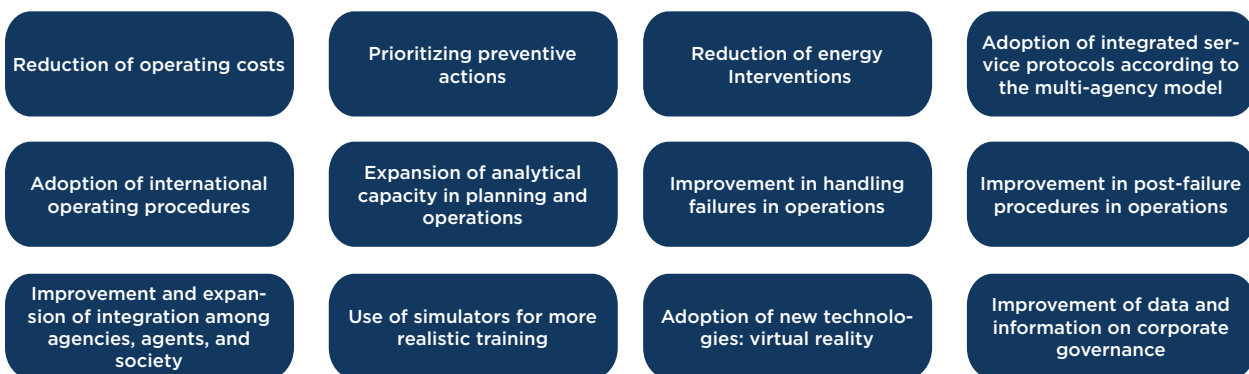 Reduction of operating costs
Prioritizing preventive
actions
Reduction of energy
Interventions
Adoption of integrated ser-
vice protocols according to
the multi-agency model
Adoption of international
operating procedures
Expansion of analytical
capacity in planning and
operations
Improvement in handling
failures in operations
Improvement in post-failure
procedures in operations
Improvement and expan-
sion of integration among
agencies, agents, and
society
Use of simulators for more
realistic training
Adoption of new technolo-
gies: virtual reality
Improvement of data and
information on corporate
governance